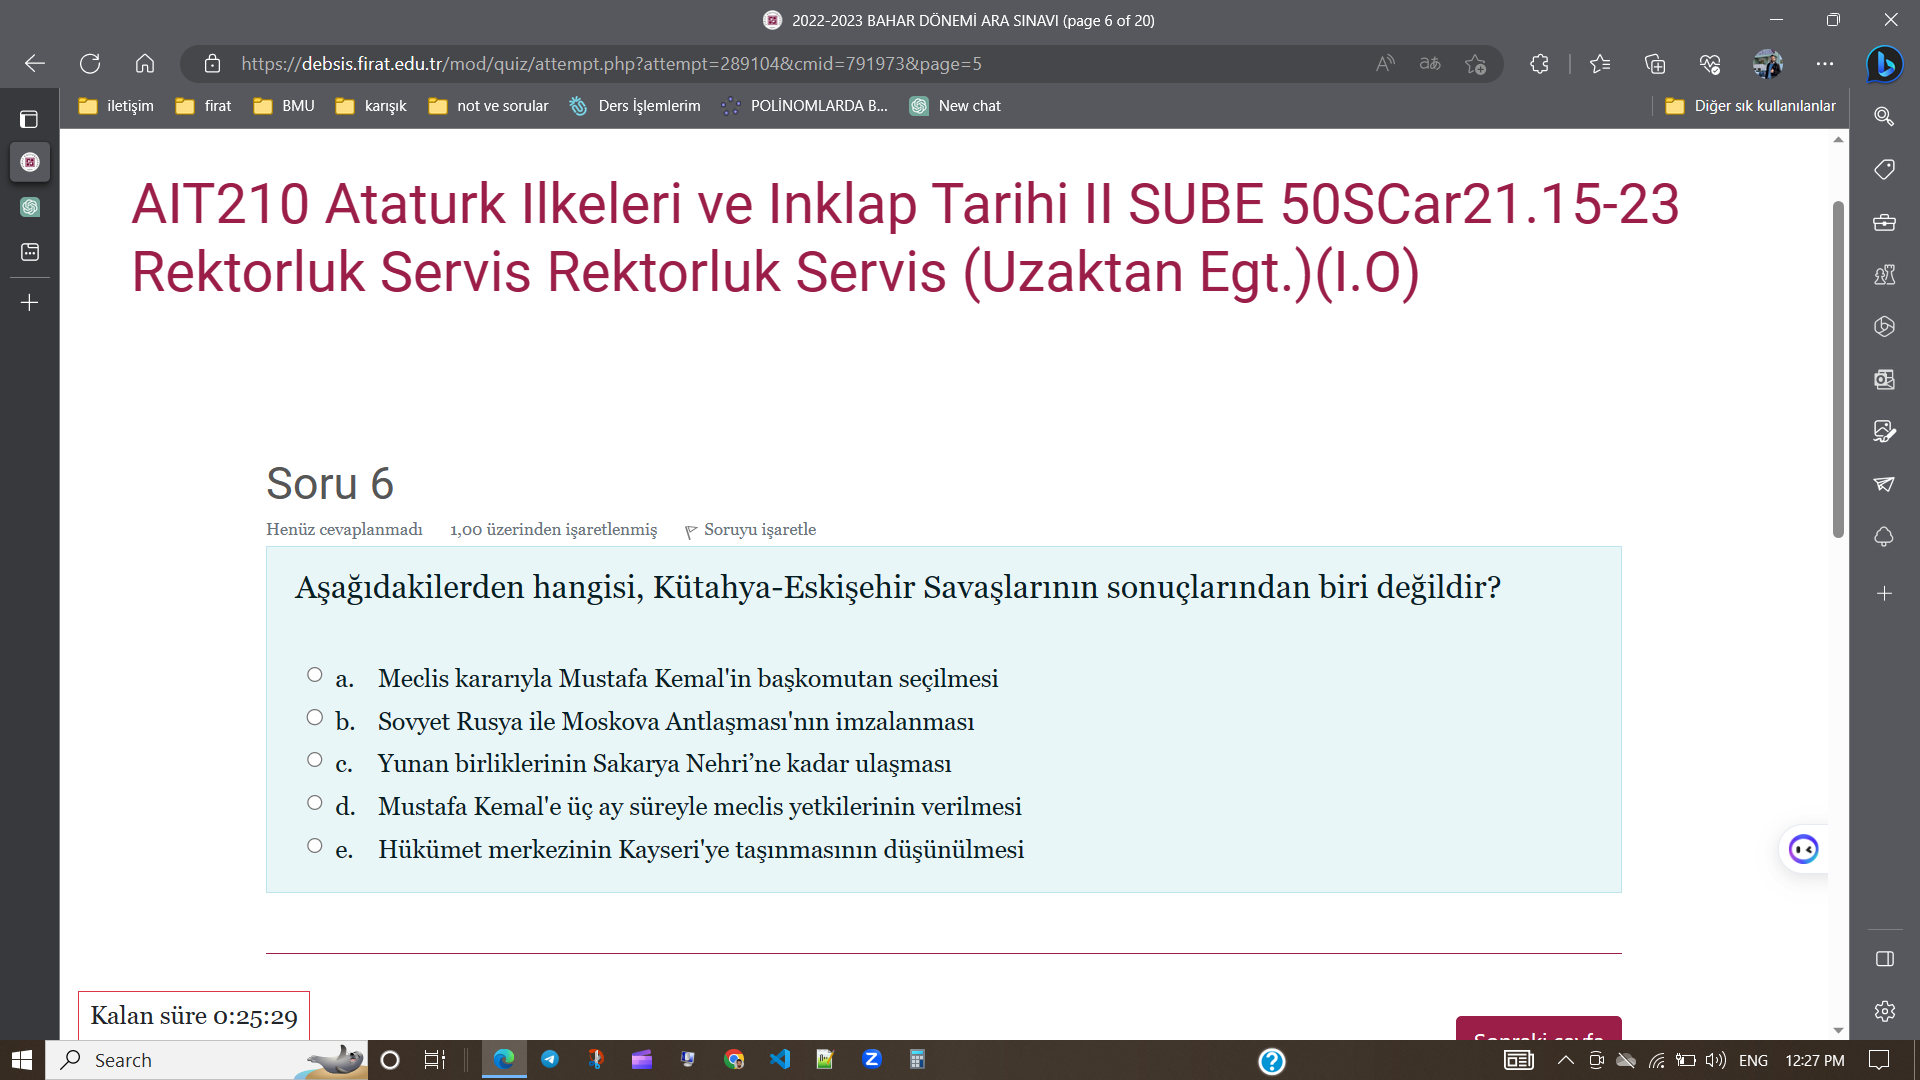 2022-2023 BAHAR DÖNEMİ ARA SINAVI (page 6 of 20)
https://debsis.firat.edu.tr/mod/quiz/attempt.php?attempt=289104&cmid=791973&page=5
iletişim firat BMU karışık not ve sorular Ders İşlemlerim POLİNOMLARDA B... New chat Diğer sık kullanılanlar
AIT210 Ataturk Ilkeleri ve Inklap Tarihi II SUBE 50SCar21.15-23
Rektorluk Servis Rektorluk Servis (Uzaktan Egt.)(I.O)
Soru 6
Henüz cevaplanmadı 1,00 üzerinden işaretlenmiş Soruyu işaretle
Aşağıdakilerden hangisi, Kütahya-Eskişehir Savaşlarının sonuçlarından biri değildir?
a. Meclis kararıyla Mustafa Kemal'in başkomutan seçilmesi
b. Sovyet Rusya ile Moskova Antlaşması'nın imzalanması
c. Yunan birliklerinin Sakarya Nehri’ne kadar ulaşması
d. Mustafa Kemal'e üç ay süreyle meclis yetkilerinin verilmesi
e. Hükümet merkezinin Kayseri'ye taşınmasının düşünülmesi
Kalan süre 0:25:29
Sonraki sayfa
Search
ENG 12:27 PM